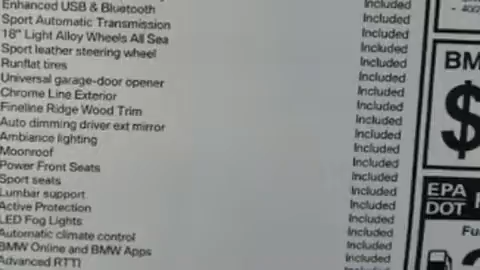 Enhanced USB & Bluetooth Included
Sport Automatic Transmission Included
18" Light Alloy Wheels All Sea Included
Sport leather steering wheel Included
Runflat tires Included
Universal garage-door opener Included
Chrome Line Exterior Included
Fineline Ridge Wood Trim Included
Auto dimming driver ext mirror Included
Ambiance lighting Included
Moonroof Included
Power Front Seats Included
Sport seats Included
Lumbar support Included
Active Protection Included
LED Fog Lights Included
Automatic climate control Included
BMW Online and BMW Apps Included
Advanced RTTI Included
BM
$
EPA
DOT
Fu